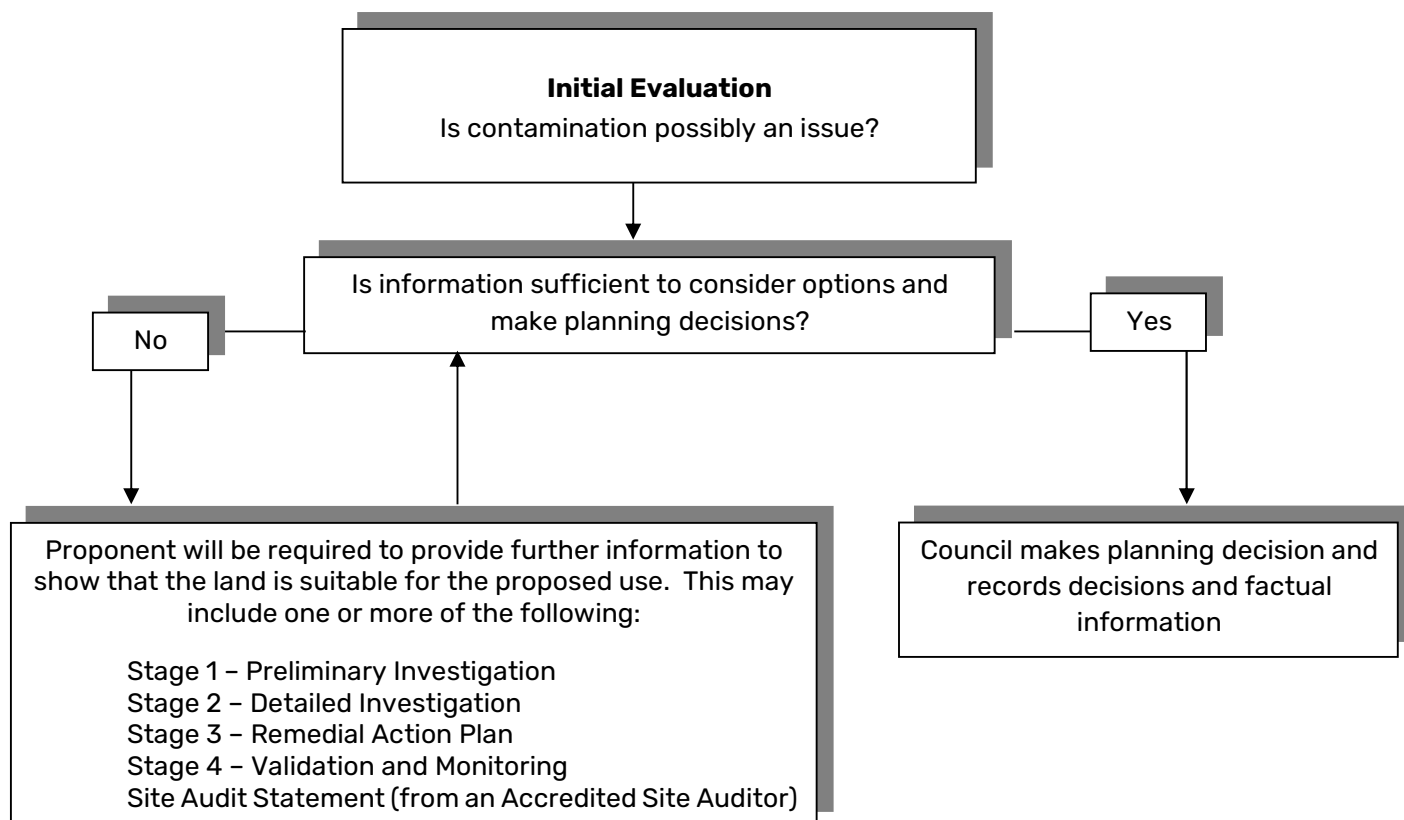 Initial Evaluation
Is contamination possibly an issue?
Is information sufficient to consider options and
make planning decisions?
No
Yes
Proponent will be required to provide further information to
show that the land is suitable for the proposed use.  This may
include one or more of the following:
Stage 1 – Preliminary Investigation
Stage 2 – Detailed Investigation
Stage 3 – Remedial Action Plan
Stage 4 – Validation and Monitoring
Site Audit Statement (from an Accredited Site Auditor)
Council makes planning decision and
records decisions and factual
information